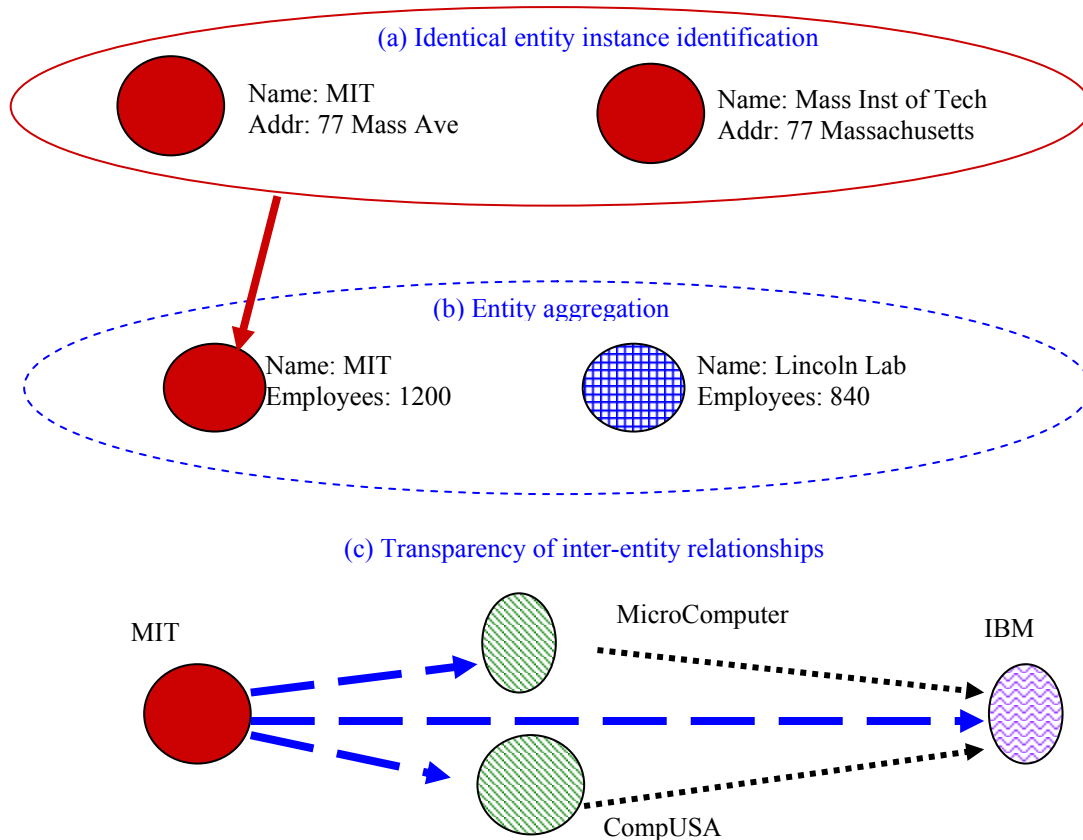 (a) Identical entity instance identification
Name: MIT
Addr: 77 Mass Ave
Name: Mass Inst of Tech
Addr: 77 Massachusetts
(b) Entity aggregation
Name: MIT
Employees: 1200
Name: Lincoln Lab
Employees: 840
(c) Transparency of inter-entity relationships
MIT
MicroComputer
IBM
CompUSA